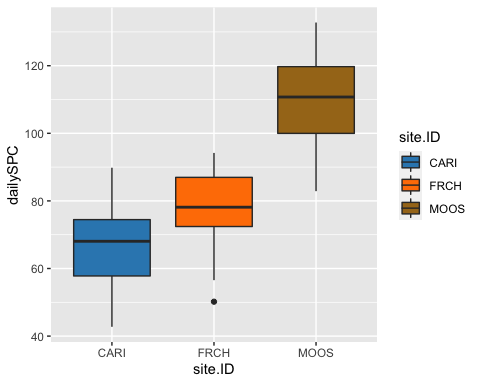 dailySPC
120
100
80
60
40
CARI
FRCH
MOOS
site.ID
site.ID
CARI
FRCH
MOOS